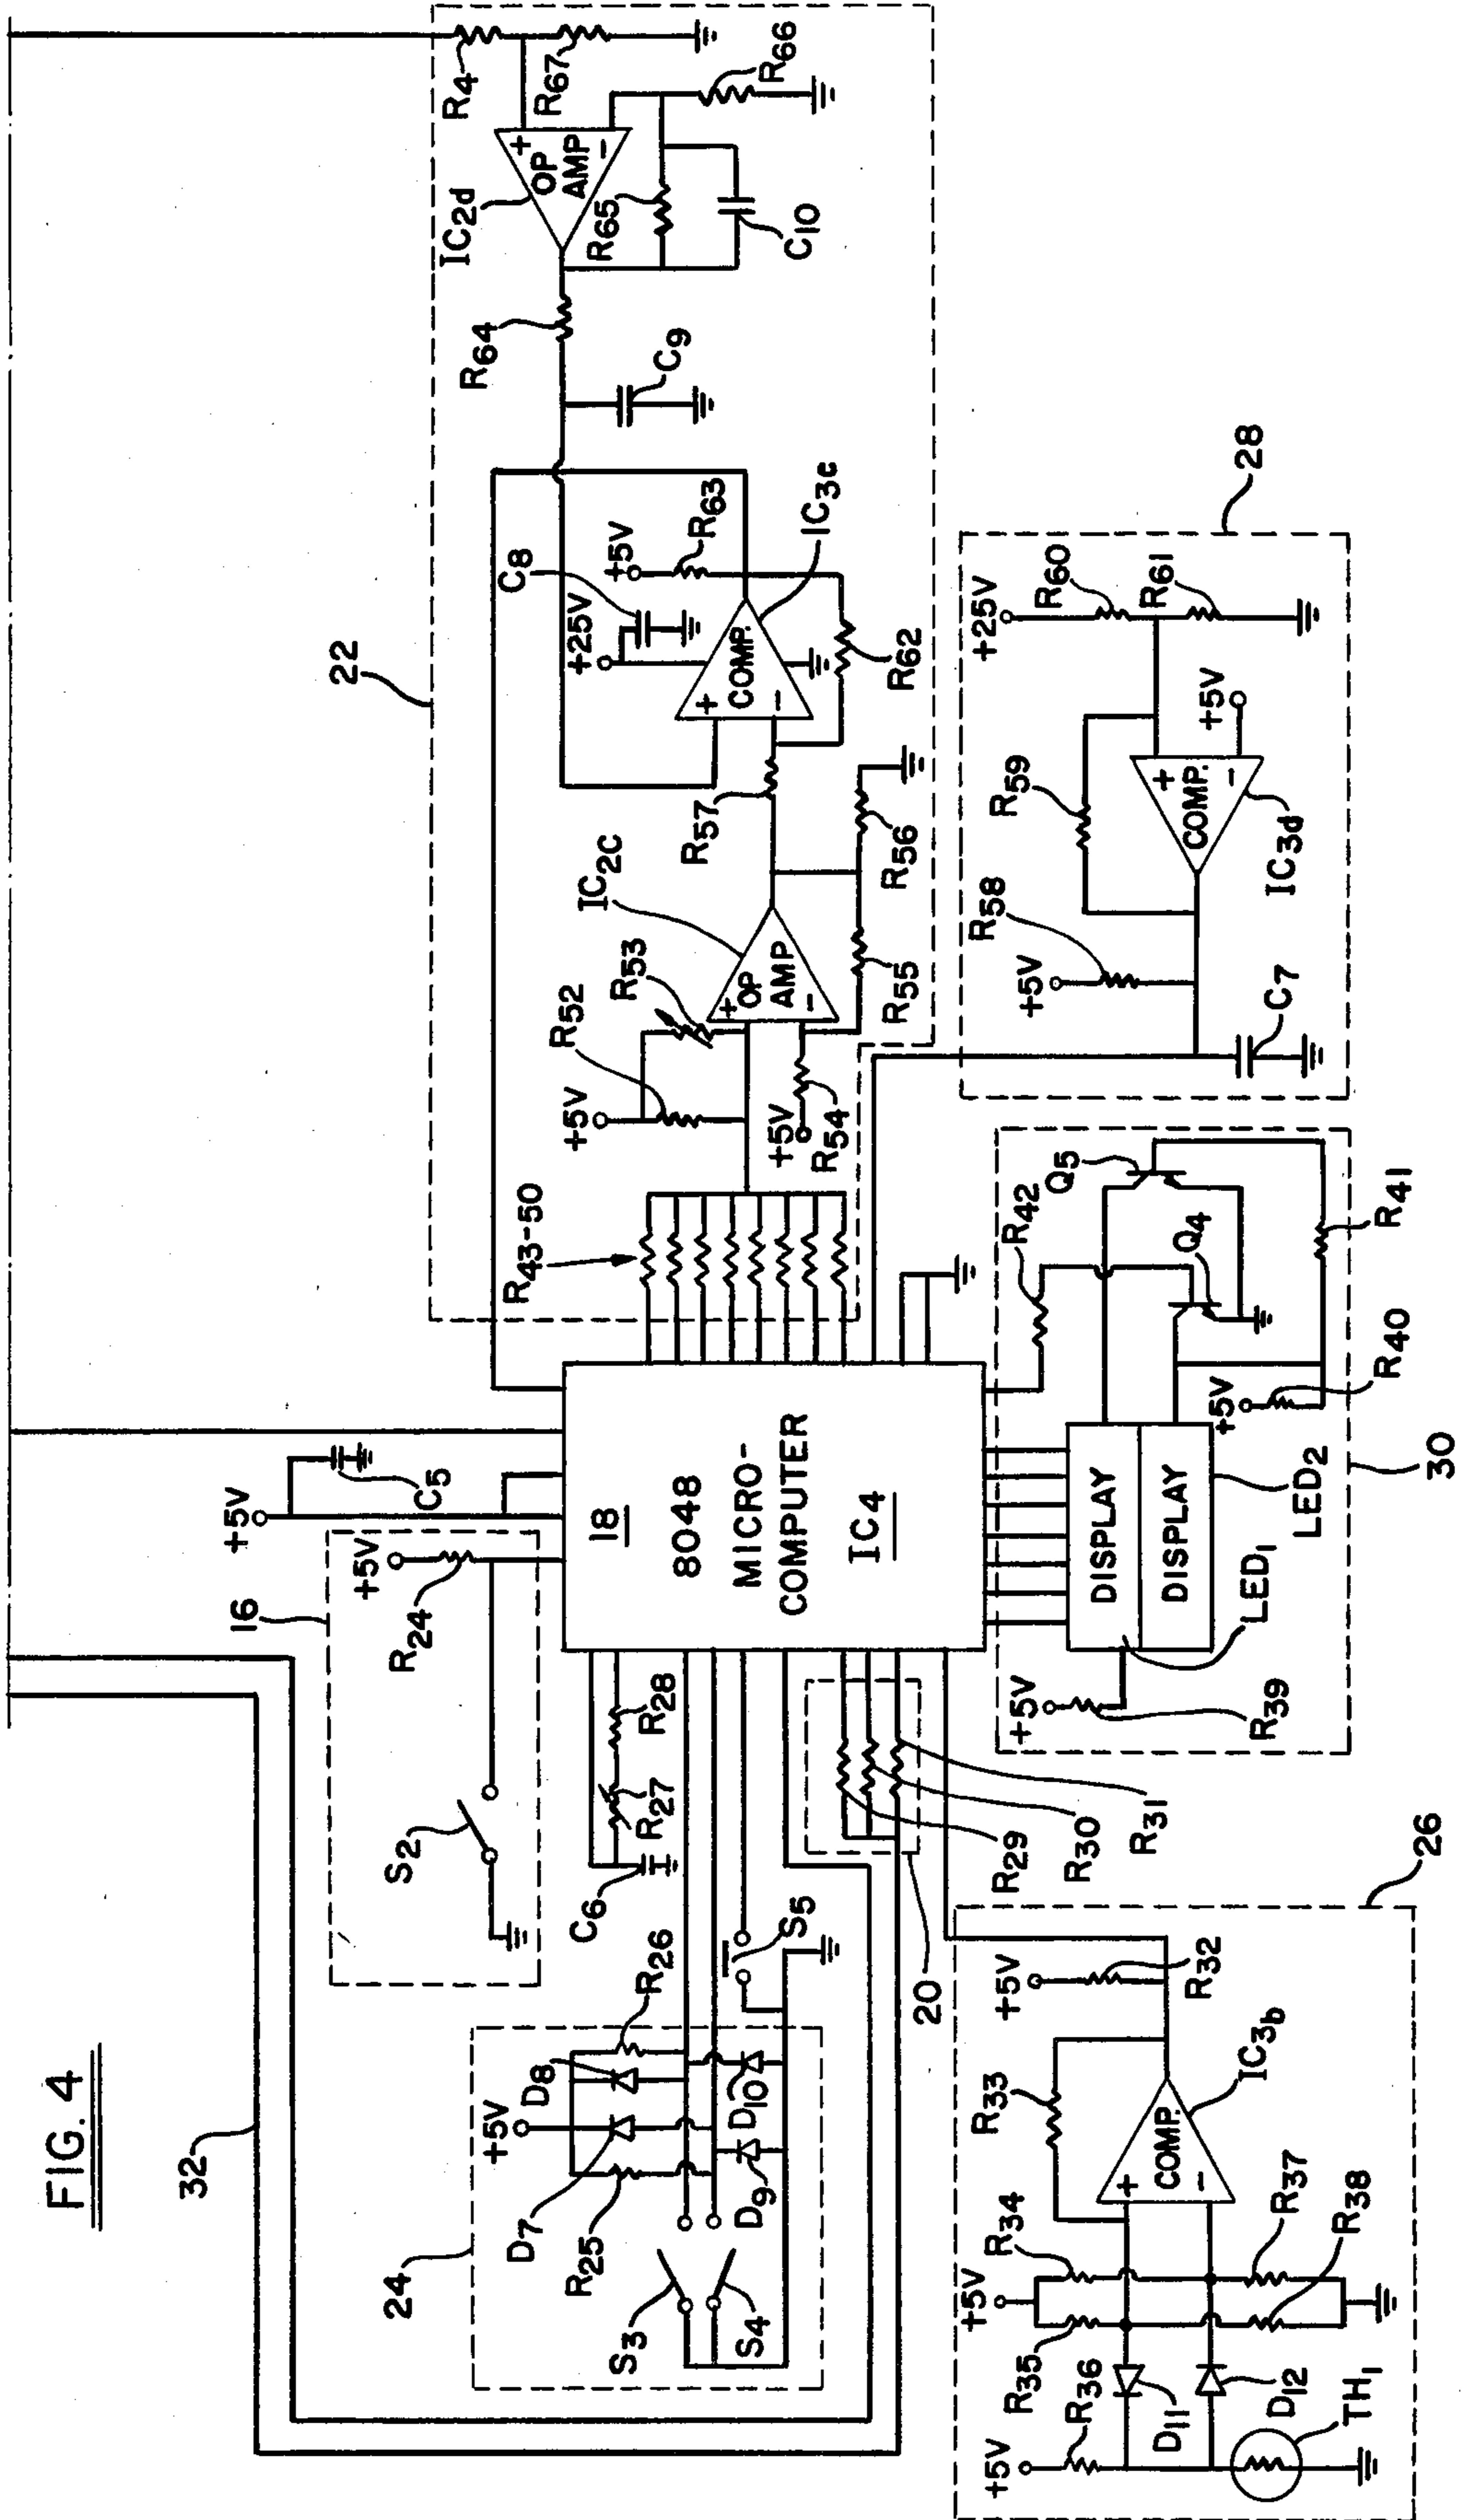 FIG. 4
32
16
+5V
C5
+5V
R24
S2
22
R4
R67
R66
IC2d
+
OP
AMP
−
R65
C10
R64
C9
C8
+25V
+5V
R63
IC3c
+
COMP.
−
R62
R57
IC2C
R56
R53
+
OP
AMP
−
R55
R52
+5V
+5V
R54
R43-50
18
8048
MICRO-
COMPUTER
IC4
R28
R27
C6
24
+5V
D8
R26
D7
R25
D10
D9
S3
S4
S5
20
R29
R30
R31
26
+5V
R32
R33
IC3b
+
COMP.
−
R34
+5V
R37
R38
R35
R36
+5V
D11
D12
TH1
30
+5V
R39
DISPLAY
DISPLAY
LED1
LED2
+5V
R40
R41
R42
Q5
Q4
28
+25V
R60
R61
+5V
R59
+
COMP.
−
IC3d
R58
+5V
C7